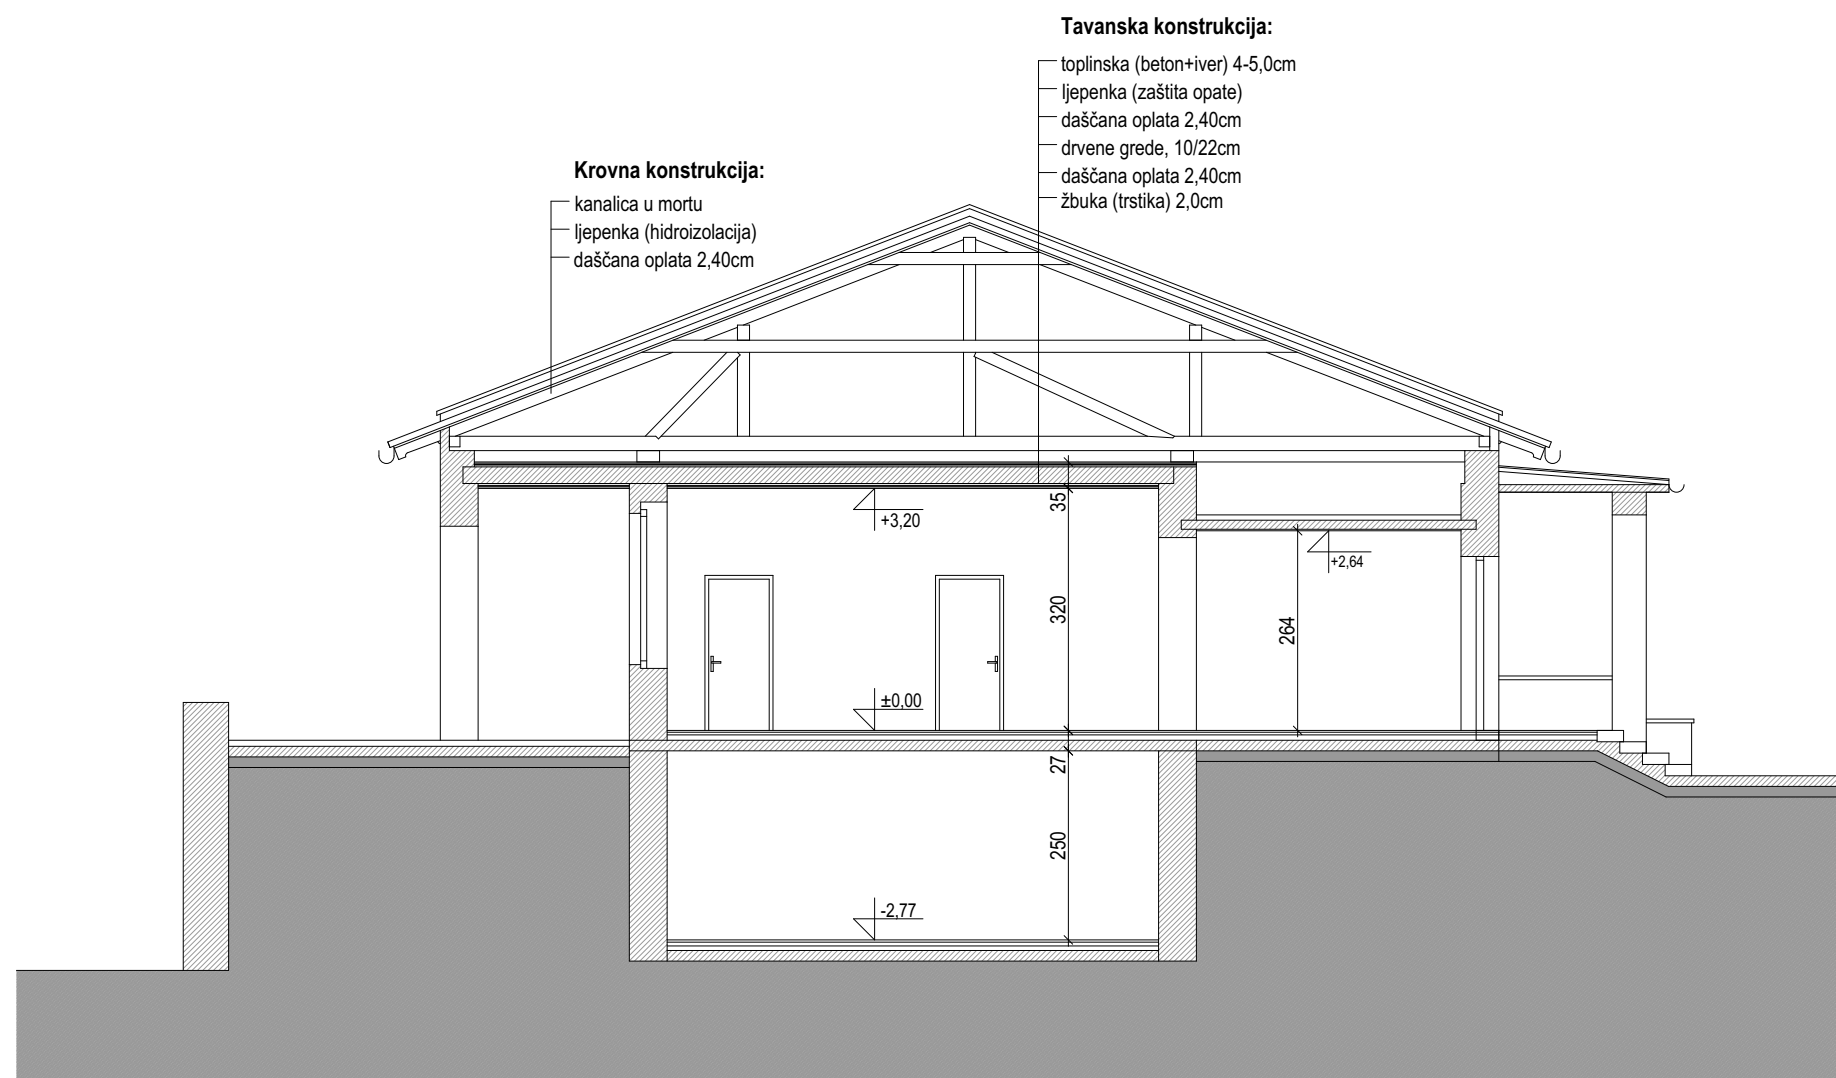 Tavanska konstrukcija:
toplinska (beton+iver) 4-5,0cm
ljepenka (zaštita opate)
daščana oplata 2,40cm
drvene grede, 10/22cm
daščana oplata 2,40cm
žbuka (trstika) 2,0cm
Krovna konstrukcija:
kanalica u mortu
ljepenka (hidroizolacija)
daščana oplata 2,40cm
35
+3,20
+2,64
320
264
±0,00
27
250
-2,77